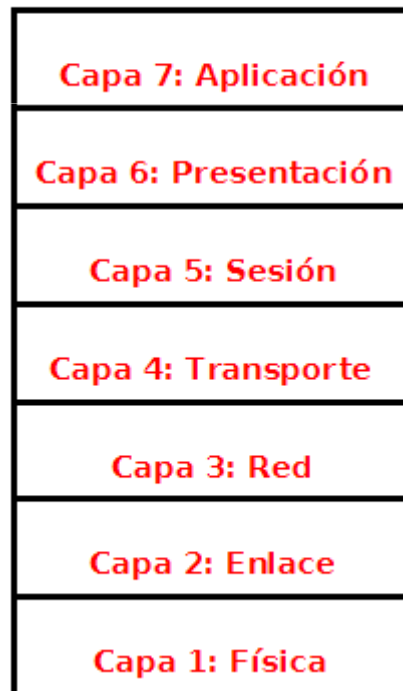 Capa 7: Aplicación
Capa 6: Presentación
Capa 5: Sesión
Capa 4: Transporte
Capa 3: Red
Capa 2: Enlace
Capa 1: Física